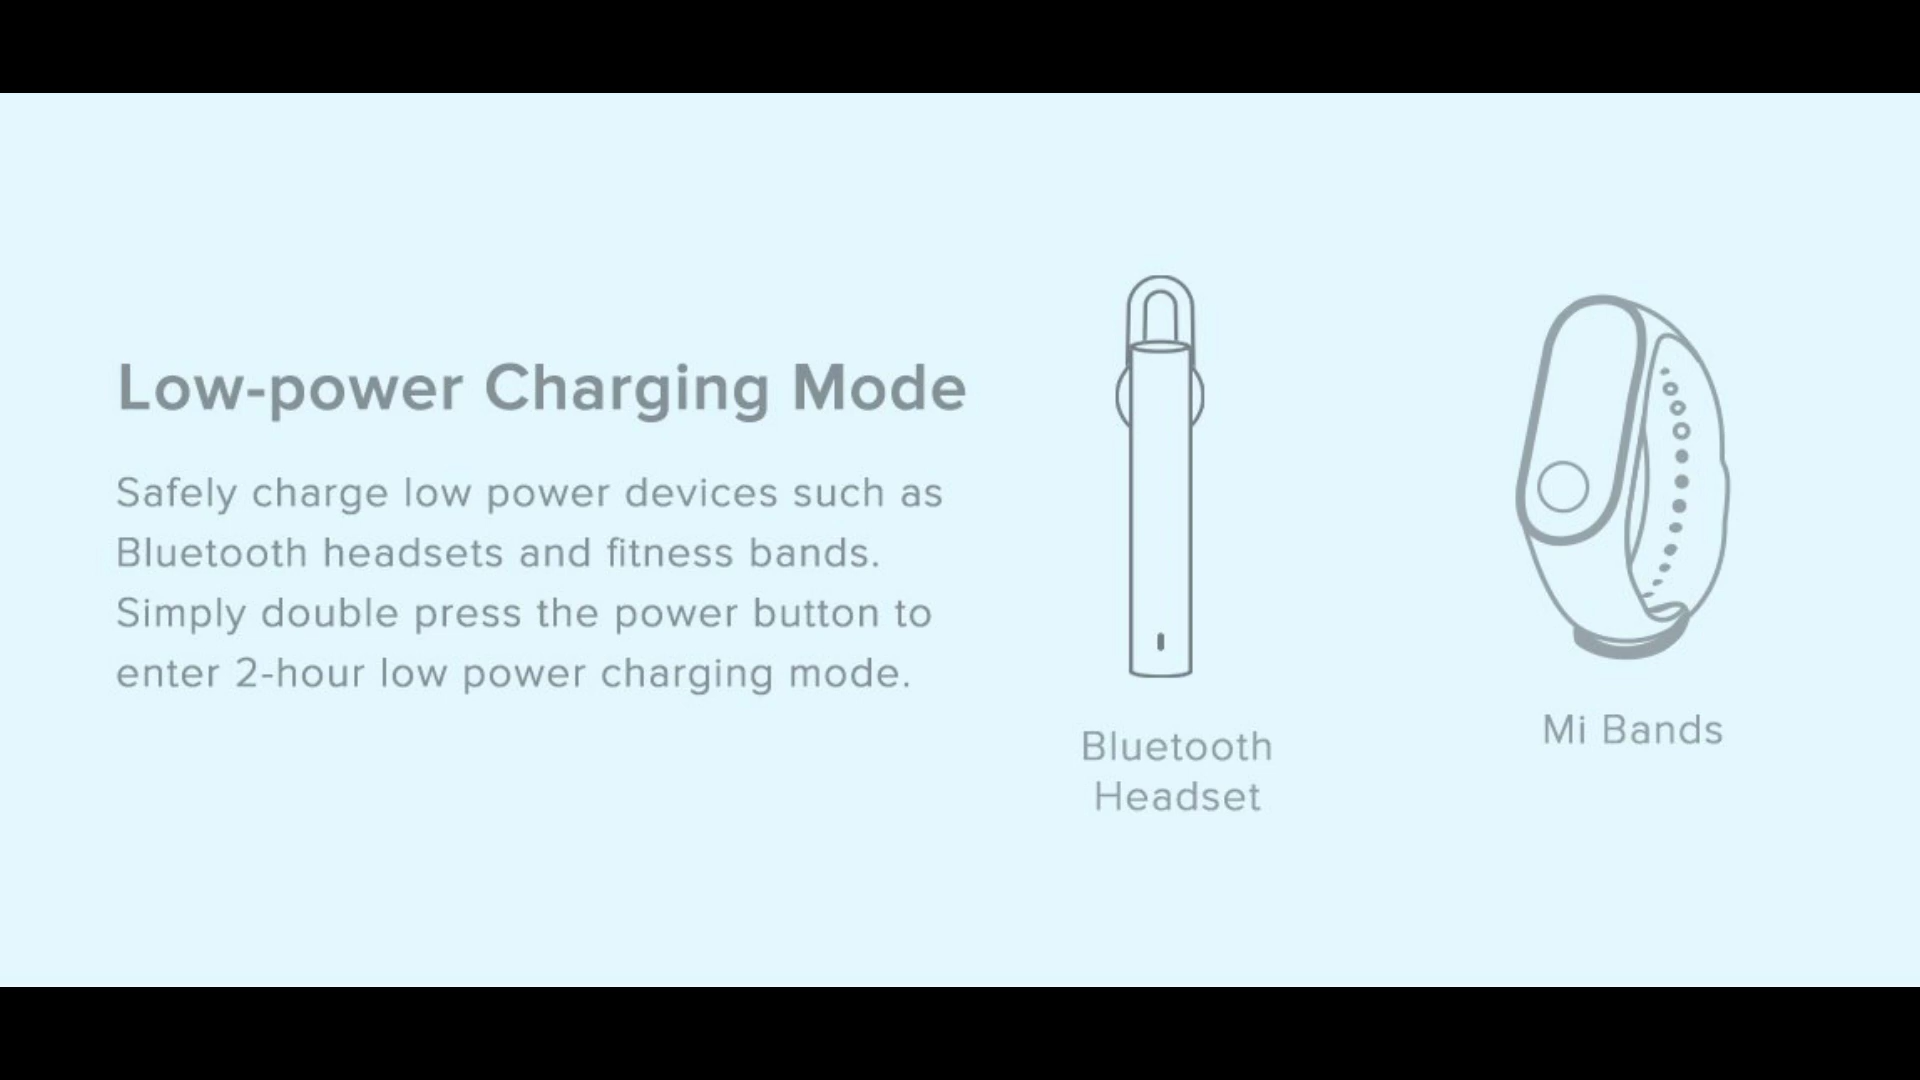 Low-power Charging Mode
Safely charge low power devices such as
Bluetooth headsets and fitness bands.
Simply double press the power button to
enter 2-hour low power charging mode.
Bluetooth
Headset
Mi Bands